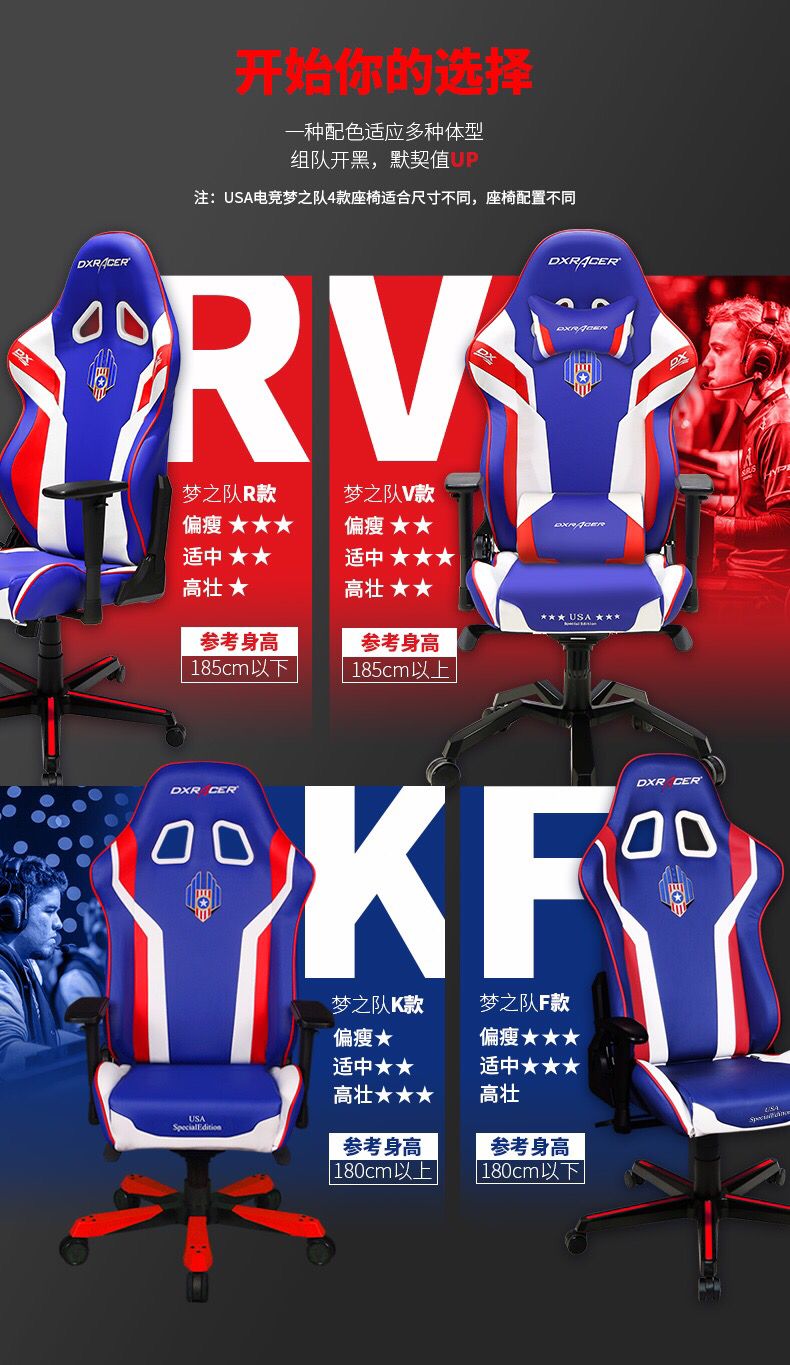 开始你的选择
一种配色适应多种体型
组队开黑，默契值UP
注：USA电竞梦之队4款座椅适合尺寸不同，座椅配置不同
DXRACER
DX
R
梦之队R款
偏瘦 ★★★
适中 ★★
高壮 ★
参考身高
185cm以下
V
梦之队V款
偏瘦 ★★
适中 ★★★
高壮 ★★
参考身高
185cm以上
DXRACER
DXRACER
DX
DX
DXRACER
★★★ USA ★★★
Special Edition
DXRACER
USA
SpecialEdition
K
梦之队K款
偏瘦★
适中★★
高壮★★★
参考身高
180cm以上
F
梦之队F款
偏瘦★★★
适中★★★
高壮
参考身高
180cm以下
DXRACER
USA
SpecialEdition